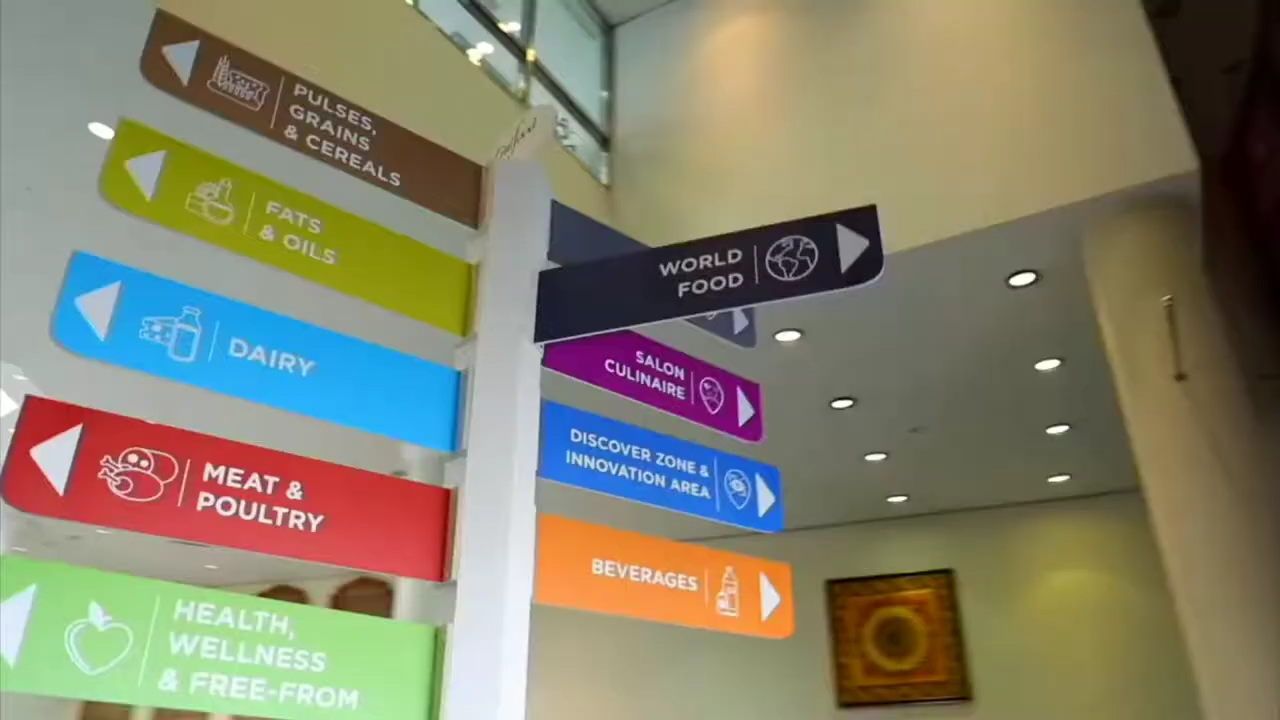 PULSES,
GRAINS
& CEREALS
FATS
& OILS
DAIRY
MEAT &
POULTRY
HEALTH,
WELLNESS
& FREE-FROM
WORLD
FOOD
SALON
CULINAIRE
DISCOVER ZONE &
INNOVATION AREA
BEVERAGES